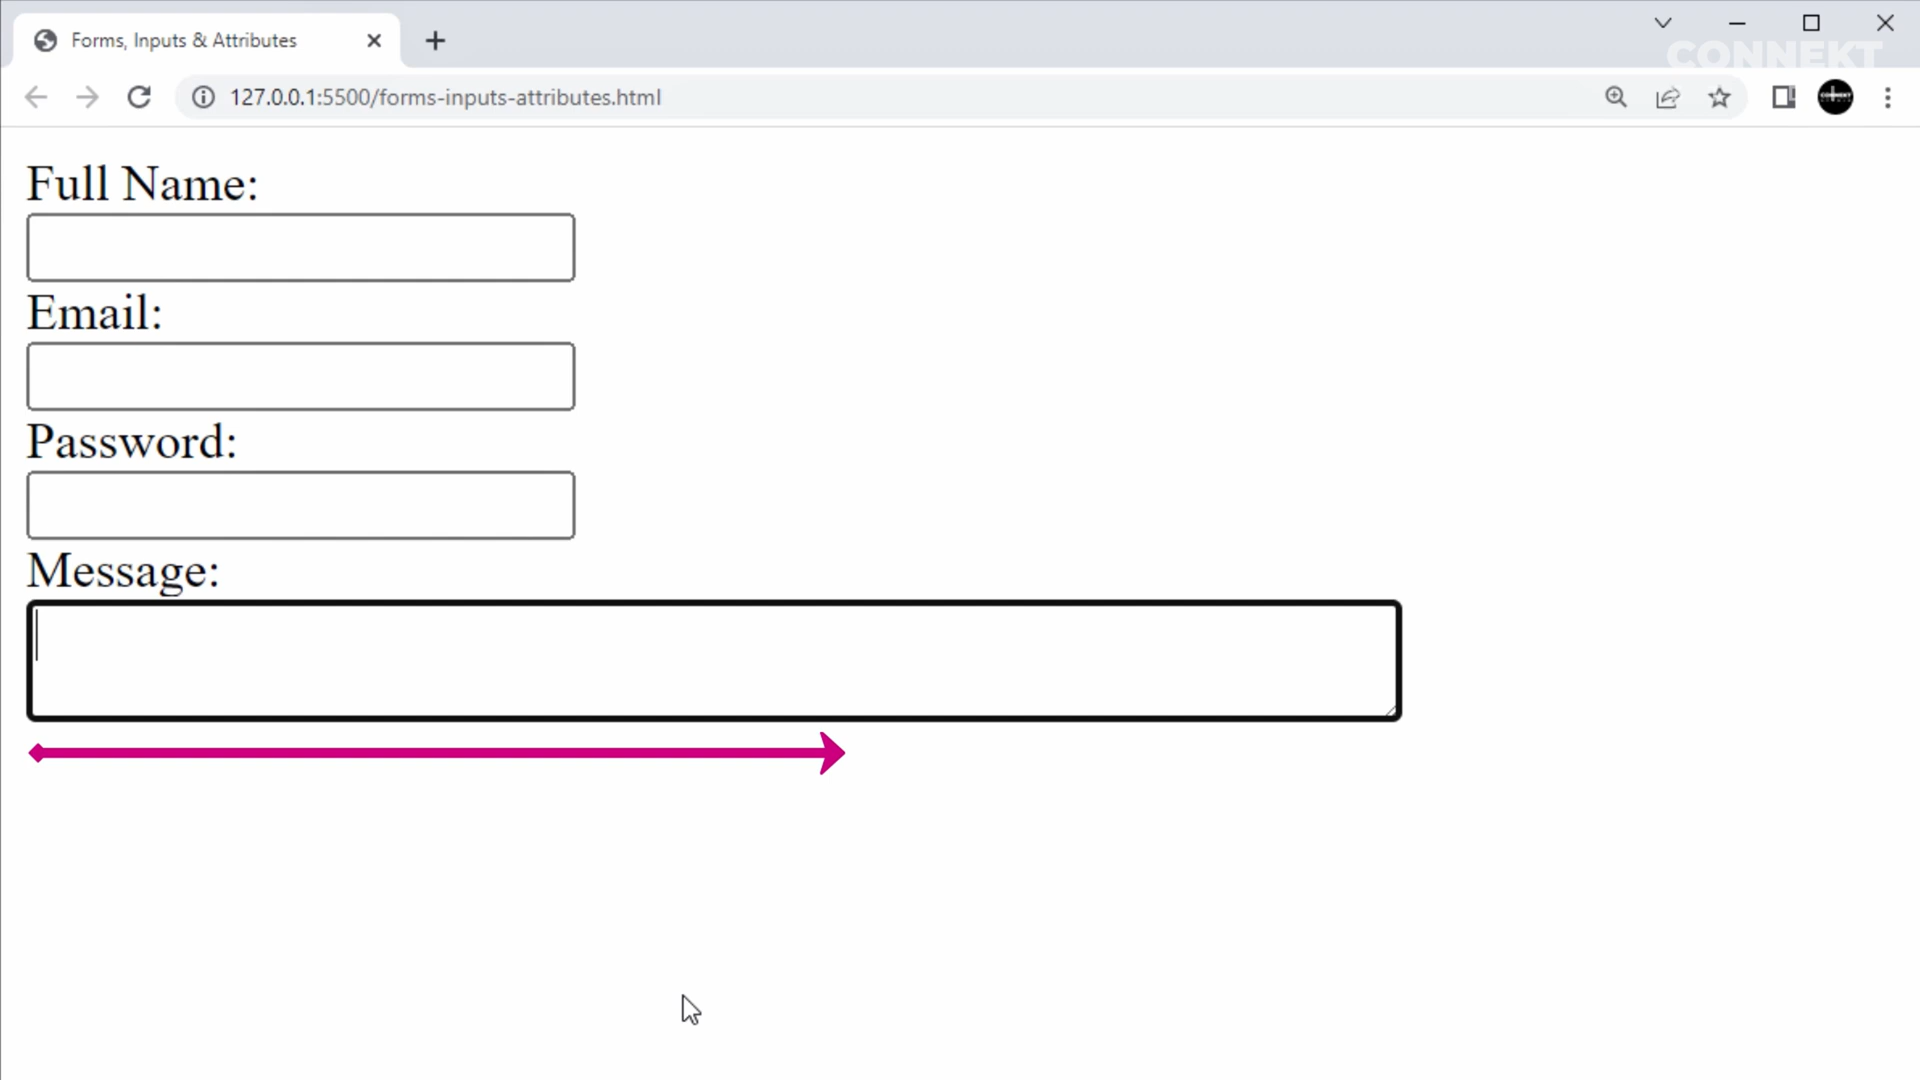 Forms, Inputs & Attributes
CONNEKT
127.0.0.1:5500/forms-inputs-attributes.html
Full Name:
Email:
Password:
Message: